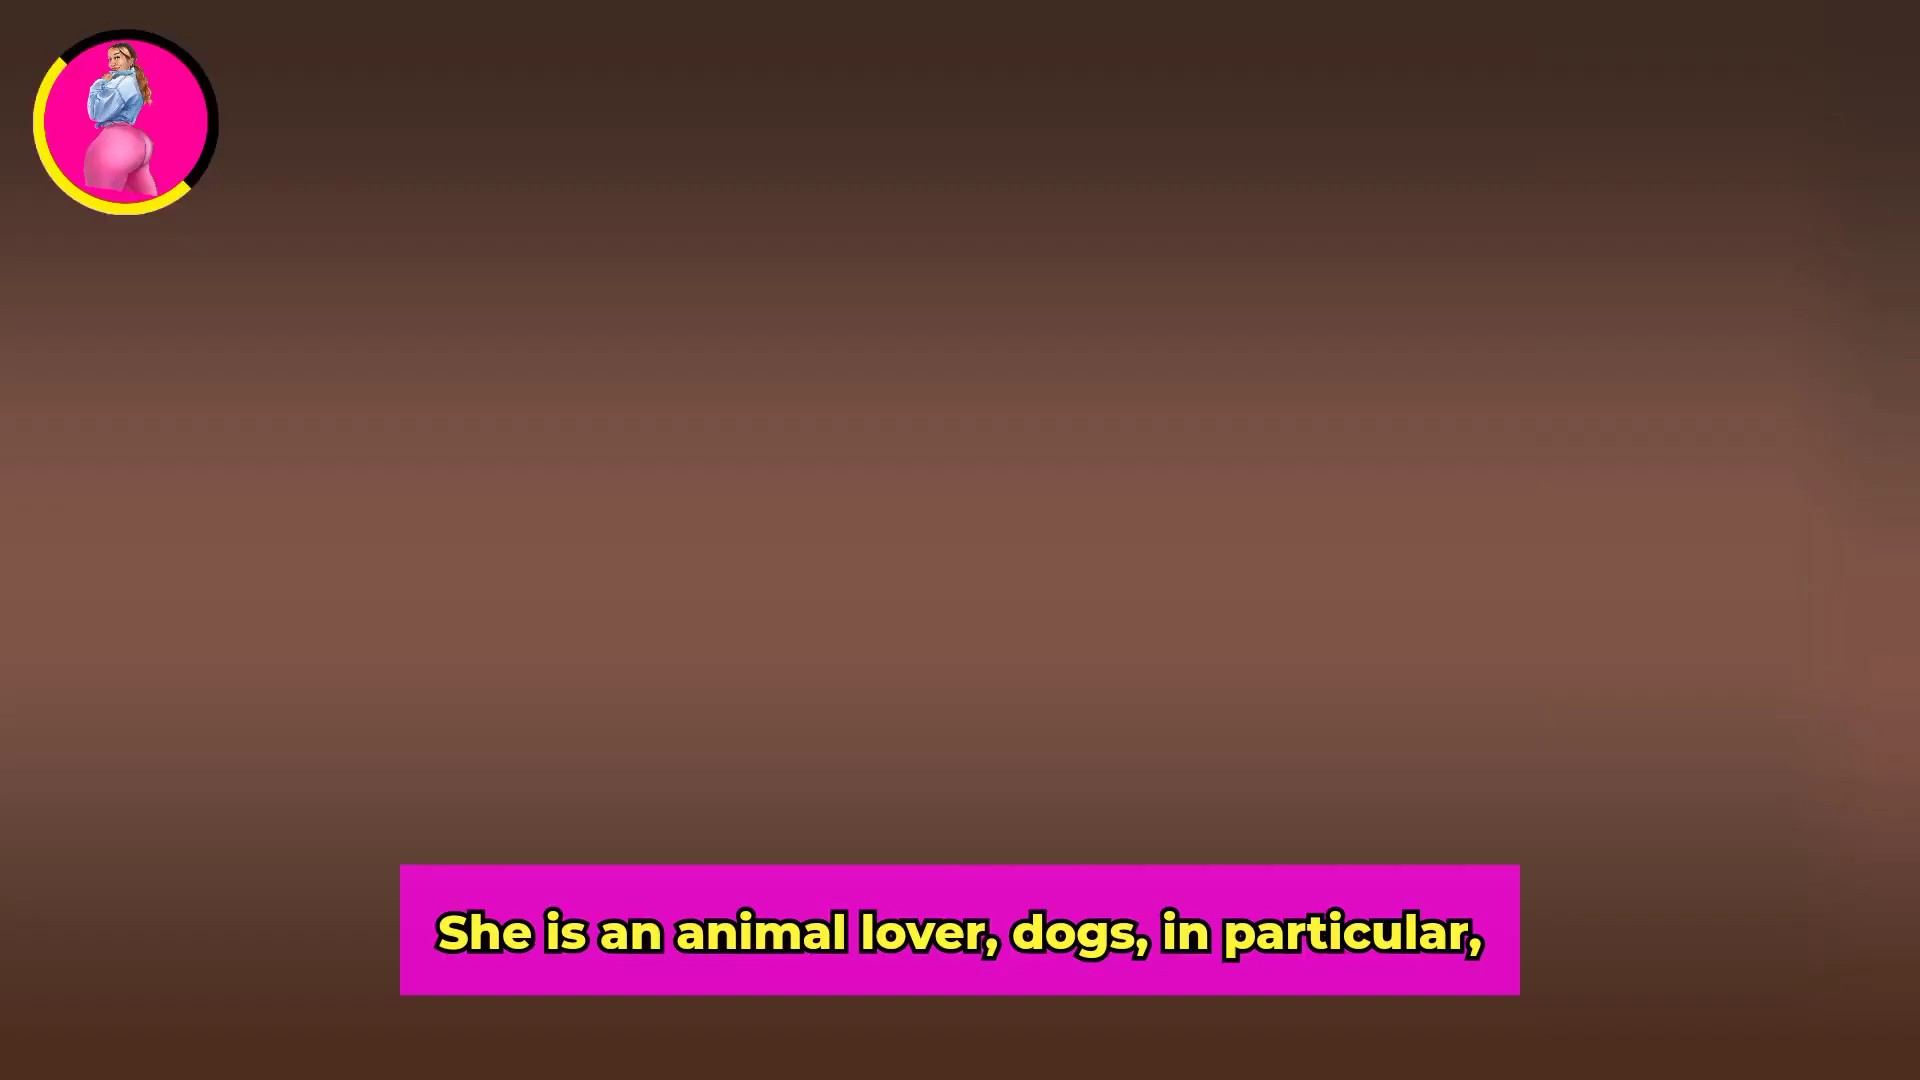 She is an animal lover, dogs, in particular,